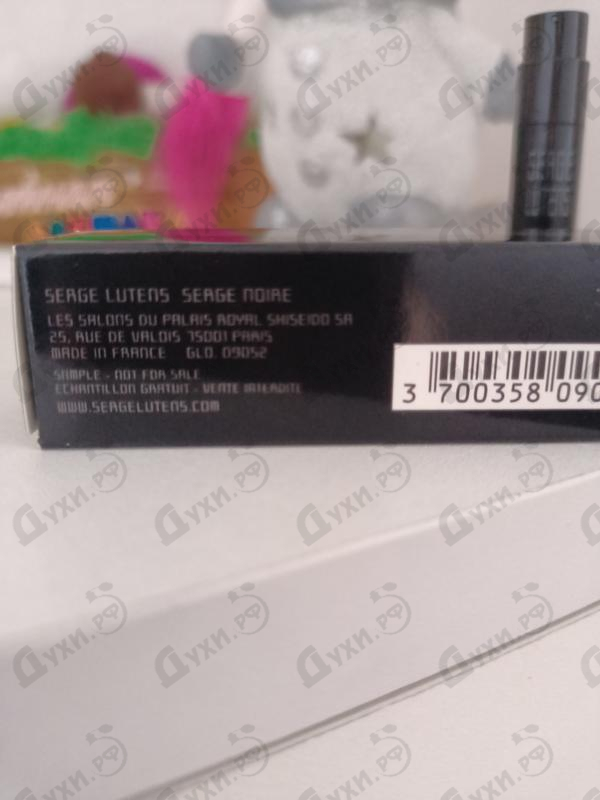 SERGE LUTENS SERGE NOIRE
LES SALONS DU PALAIS ROYAL SHISEIDO SA
25, RUE DE VALOIS 75001 PARIS
MADE IN FRANCE GLO. 09052
SAMPLE - NOT FOR SALE
ECHANTILLON GRATUIT - VENTE INTERDITE
WWW.SERGELUTENS.COM
3 700358 090
Духи.РФ